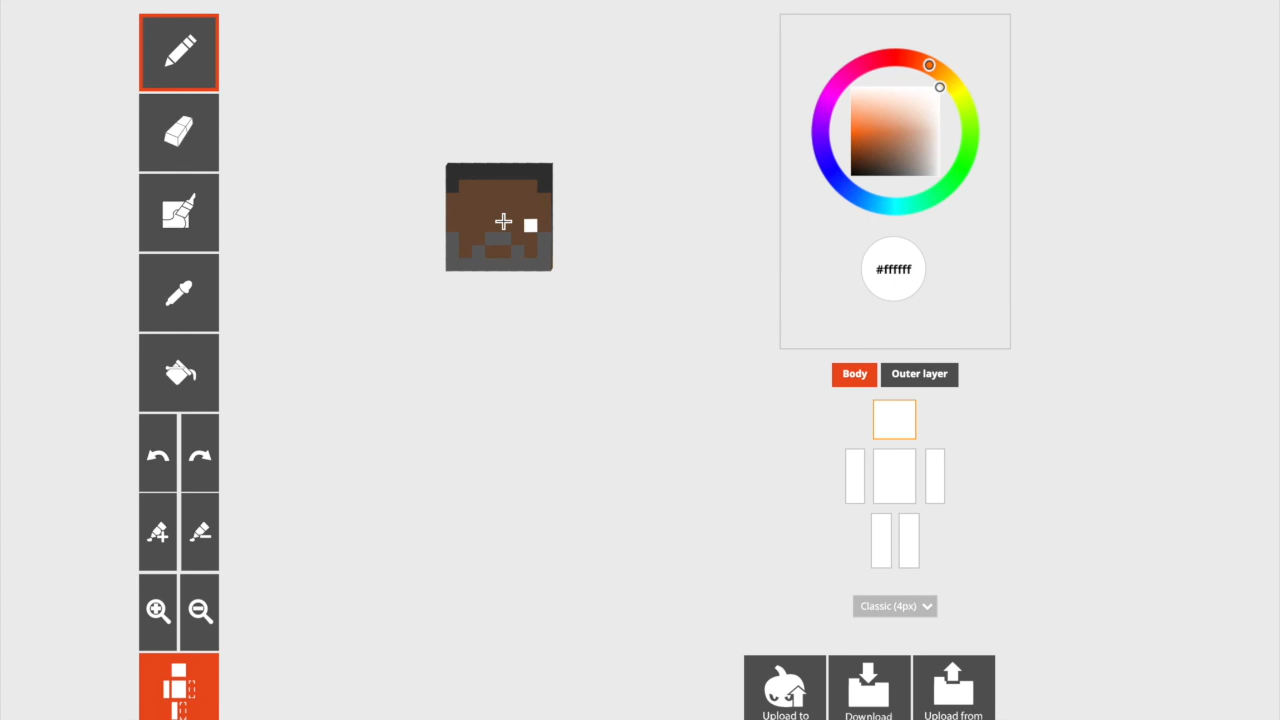 #ffffff
Body
Outer layer
Classic (4px)
Upload to
Download
Upload from